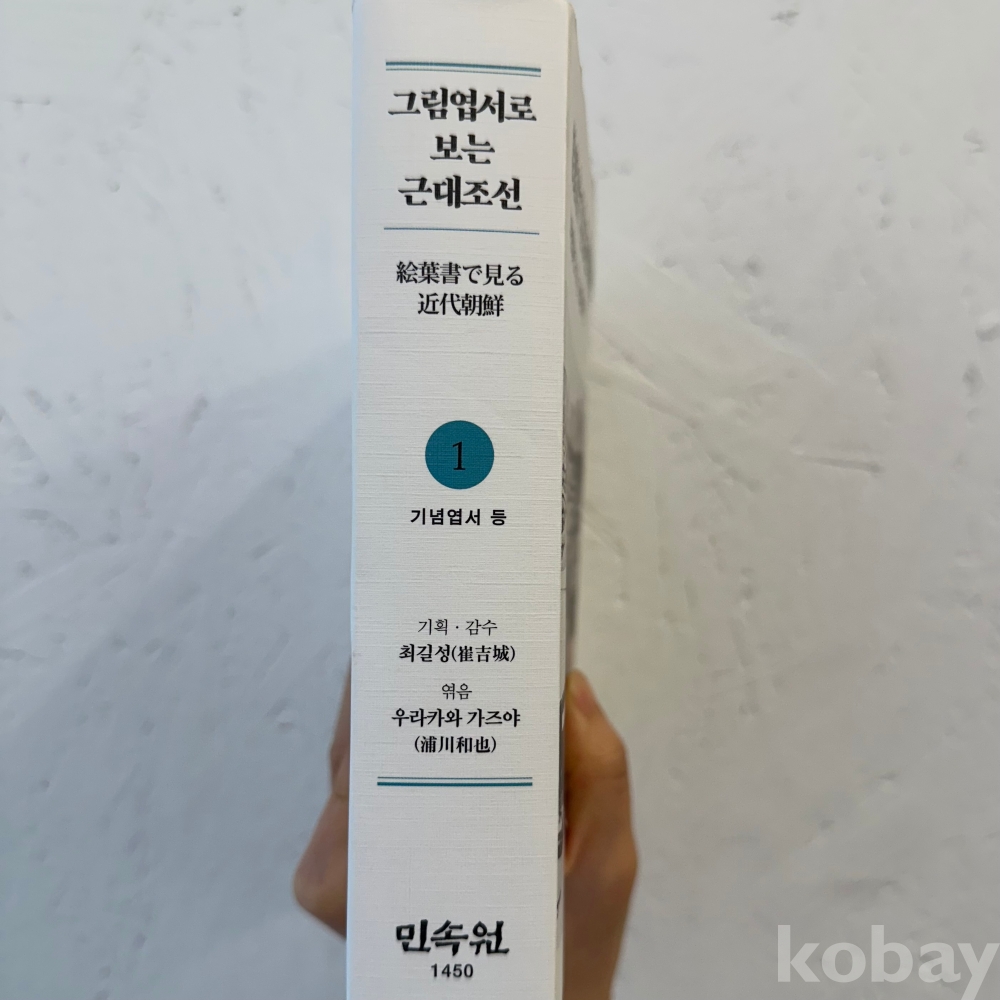 그림엽서로
보는
근대조선
絵葉書で見る
近代朝鮮
1
기념엽서 등
기획 · 감수
최길성(崔吉城)
엮음
우라카와 가즈야
(浦川和也)
민속원
1450
kobay